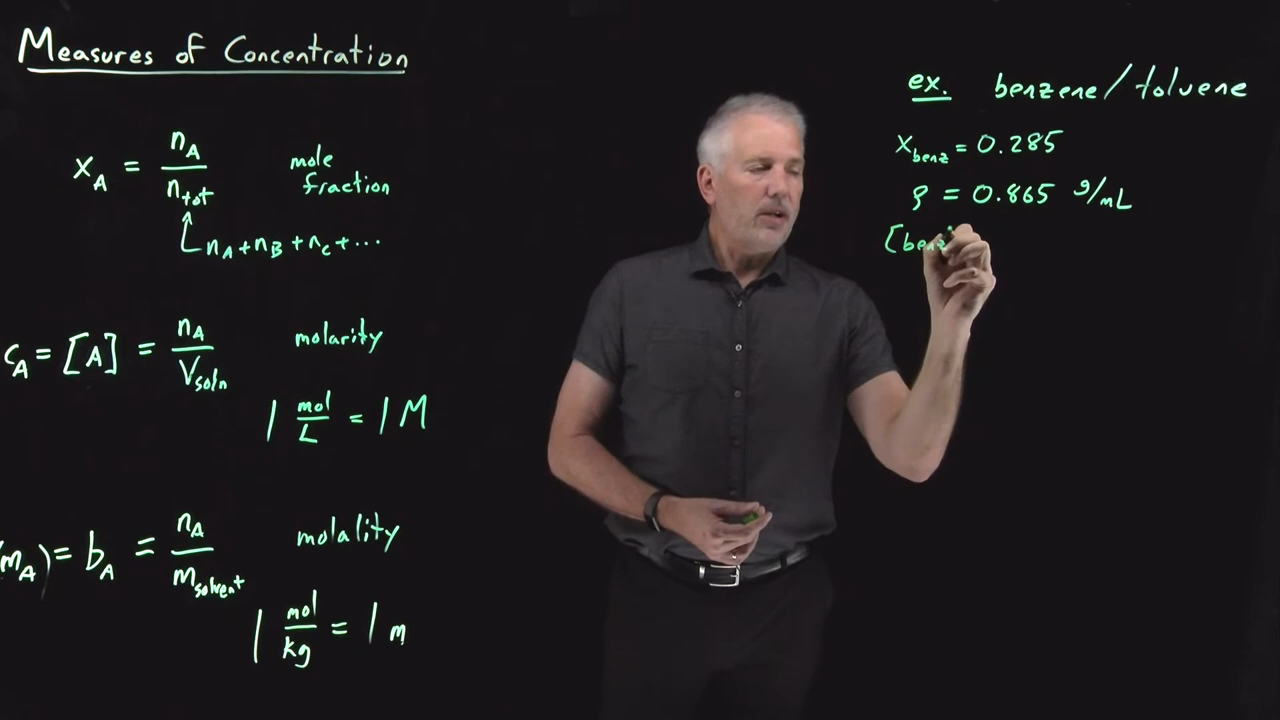 Measures of Concentration
x_A = n_A / n_tot mole fraction
n_A + n_B + n_C + ...
c_A = [A] = n_A / V_soln molarity
1 mol/L = 1 M
(m_A) = b_A = n_A / m_solvent molality
1 mol/kg = 1 m
ex. benzene/toluene
x_benz = 0.285
ρ = 0.865 g/mL
[benz